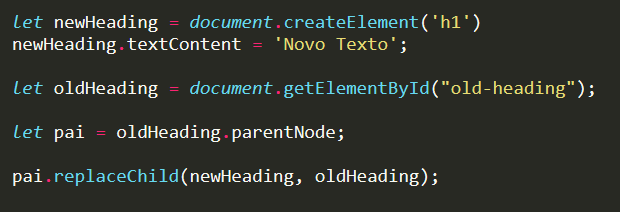 let newHeading = document.createElement('h1')
newHeading.textContent = 'Novo Texto';
let oldHeading = document.getElementById("old-heading");
let pai = oldHeading.parentNode;
pai.replaceChild(newHeading, oldHeading);